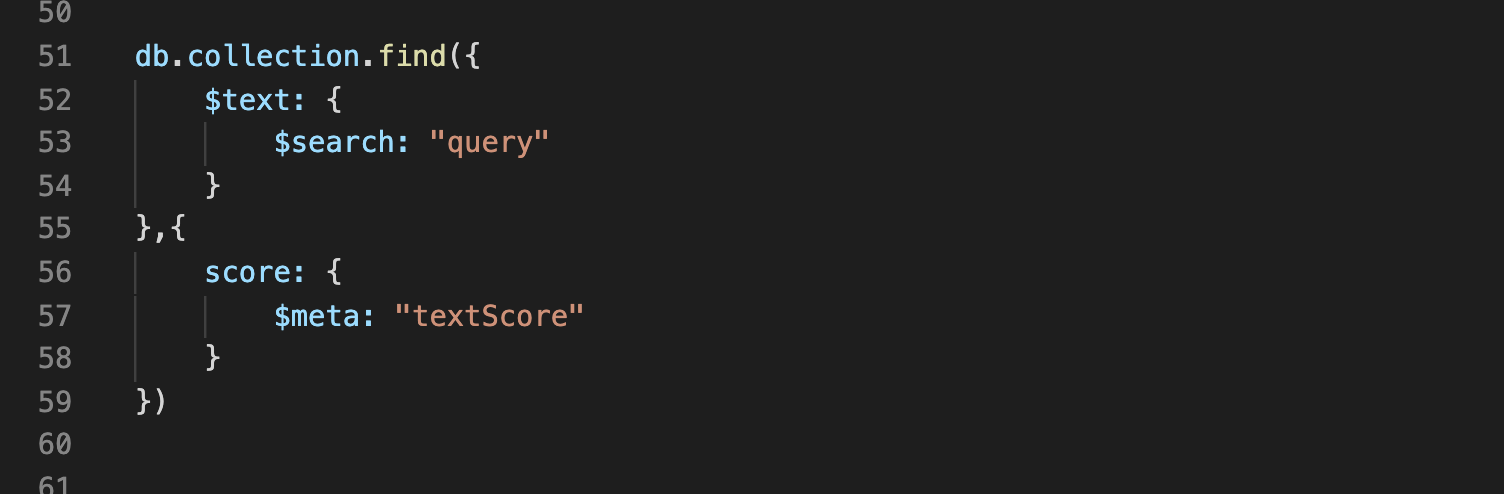 50
51 db.collection.find({
52     $text: {
53         $search: "query"
54     }
55 },{
56     score: {
57         $meta: "textScore"
58     }
59 })
60
61